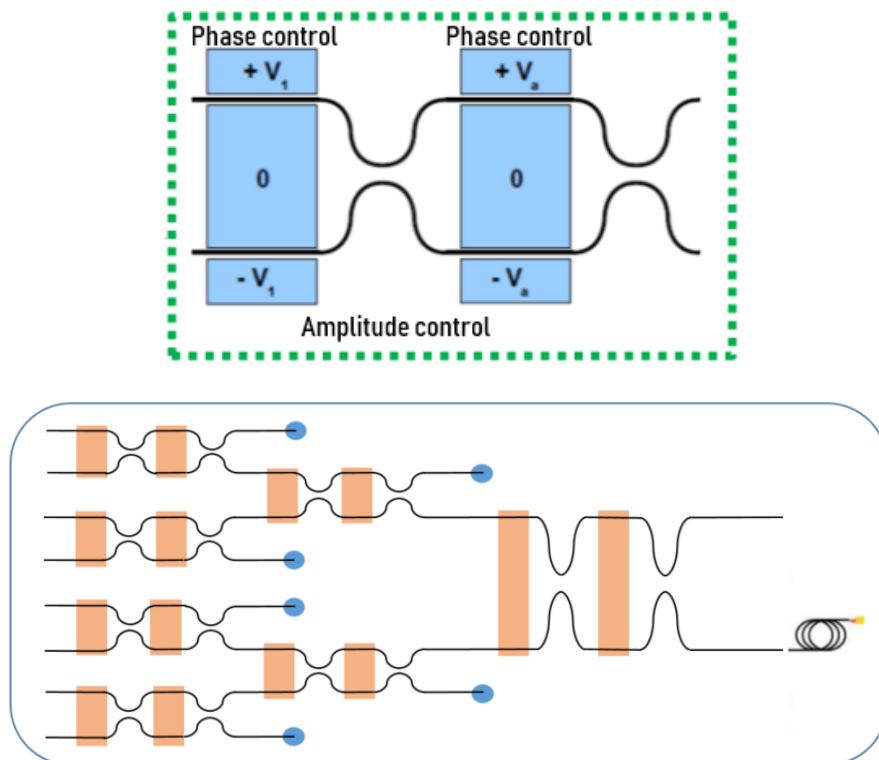 Phase control Phase control
+ V₁ + Vₐ
0 0
- V₁ - Vₐ
Amplitude control